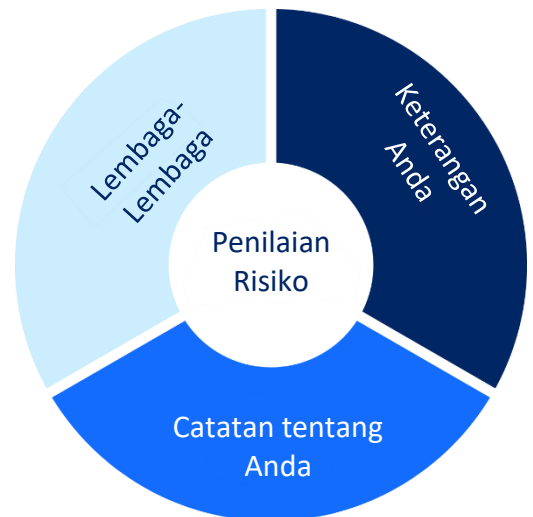 Lembaga-
Lembaga
Keterangan
Anda
Penilaian
Risiko
Catatan tentang
Anda